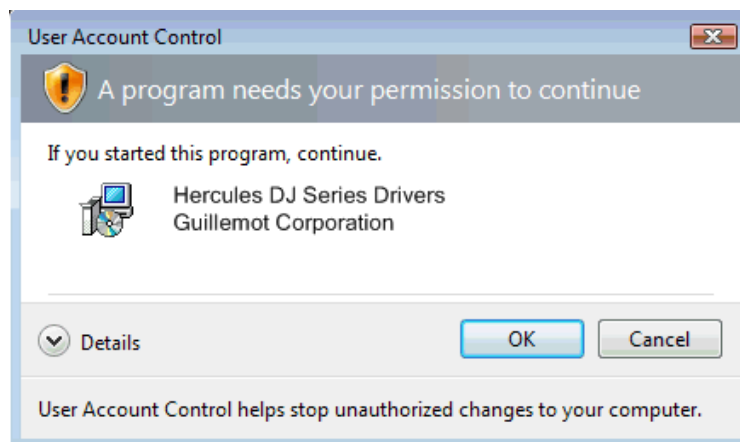 User Account Control
A program needs your permission to continue
If you started this program, continue.
Hercules DJ Series Drivers
Guillemot Corporation
Details
OK
Cancel
User Account Control helps stop unauthorized changes to your computer.